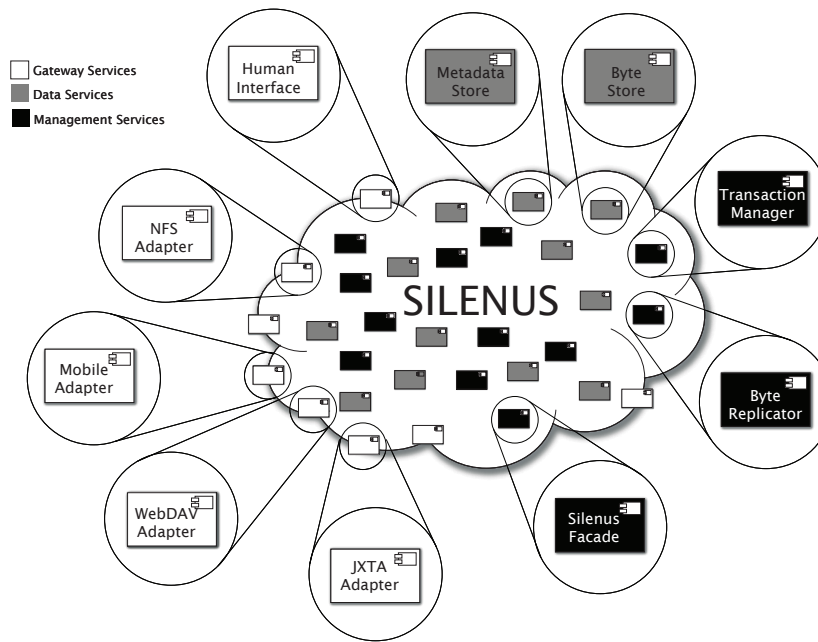 Gateway Services
Data Services
Management Services
Human
Interface
Metadata
Store
Byte
Store
Transaction
Manager
NFS
Adapter
SILENUS
Mobile
Adapter
Byte
Replicator
WebDAV
Adapter
Silenus
Facade
JXTA
Adapter